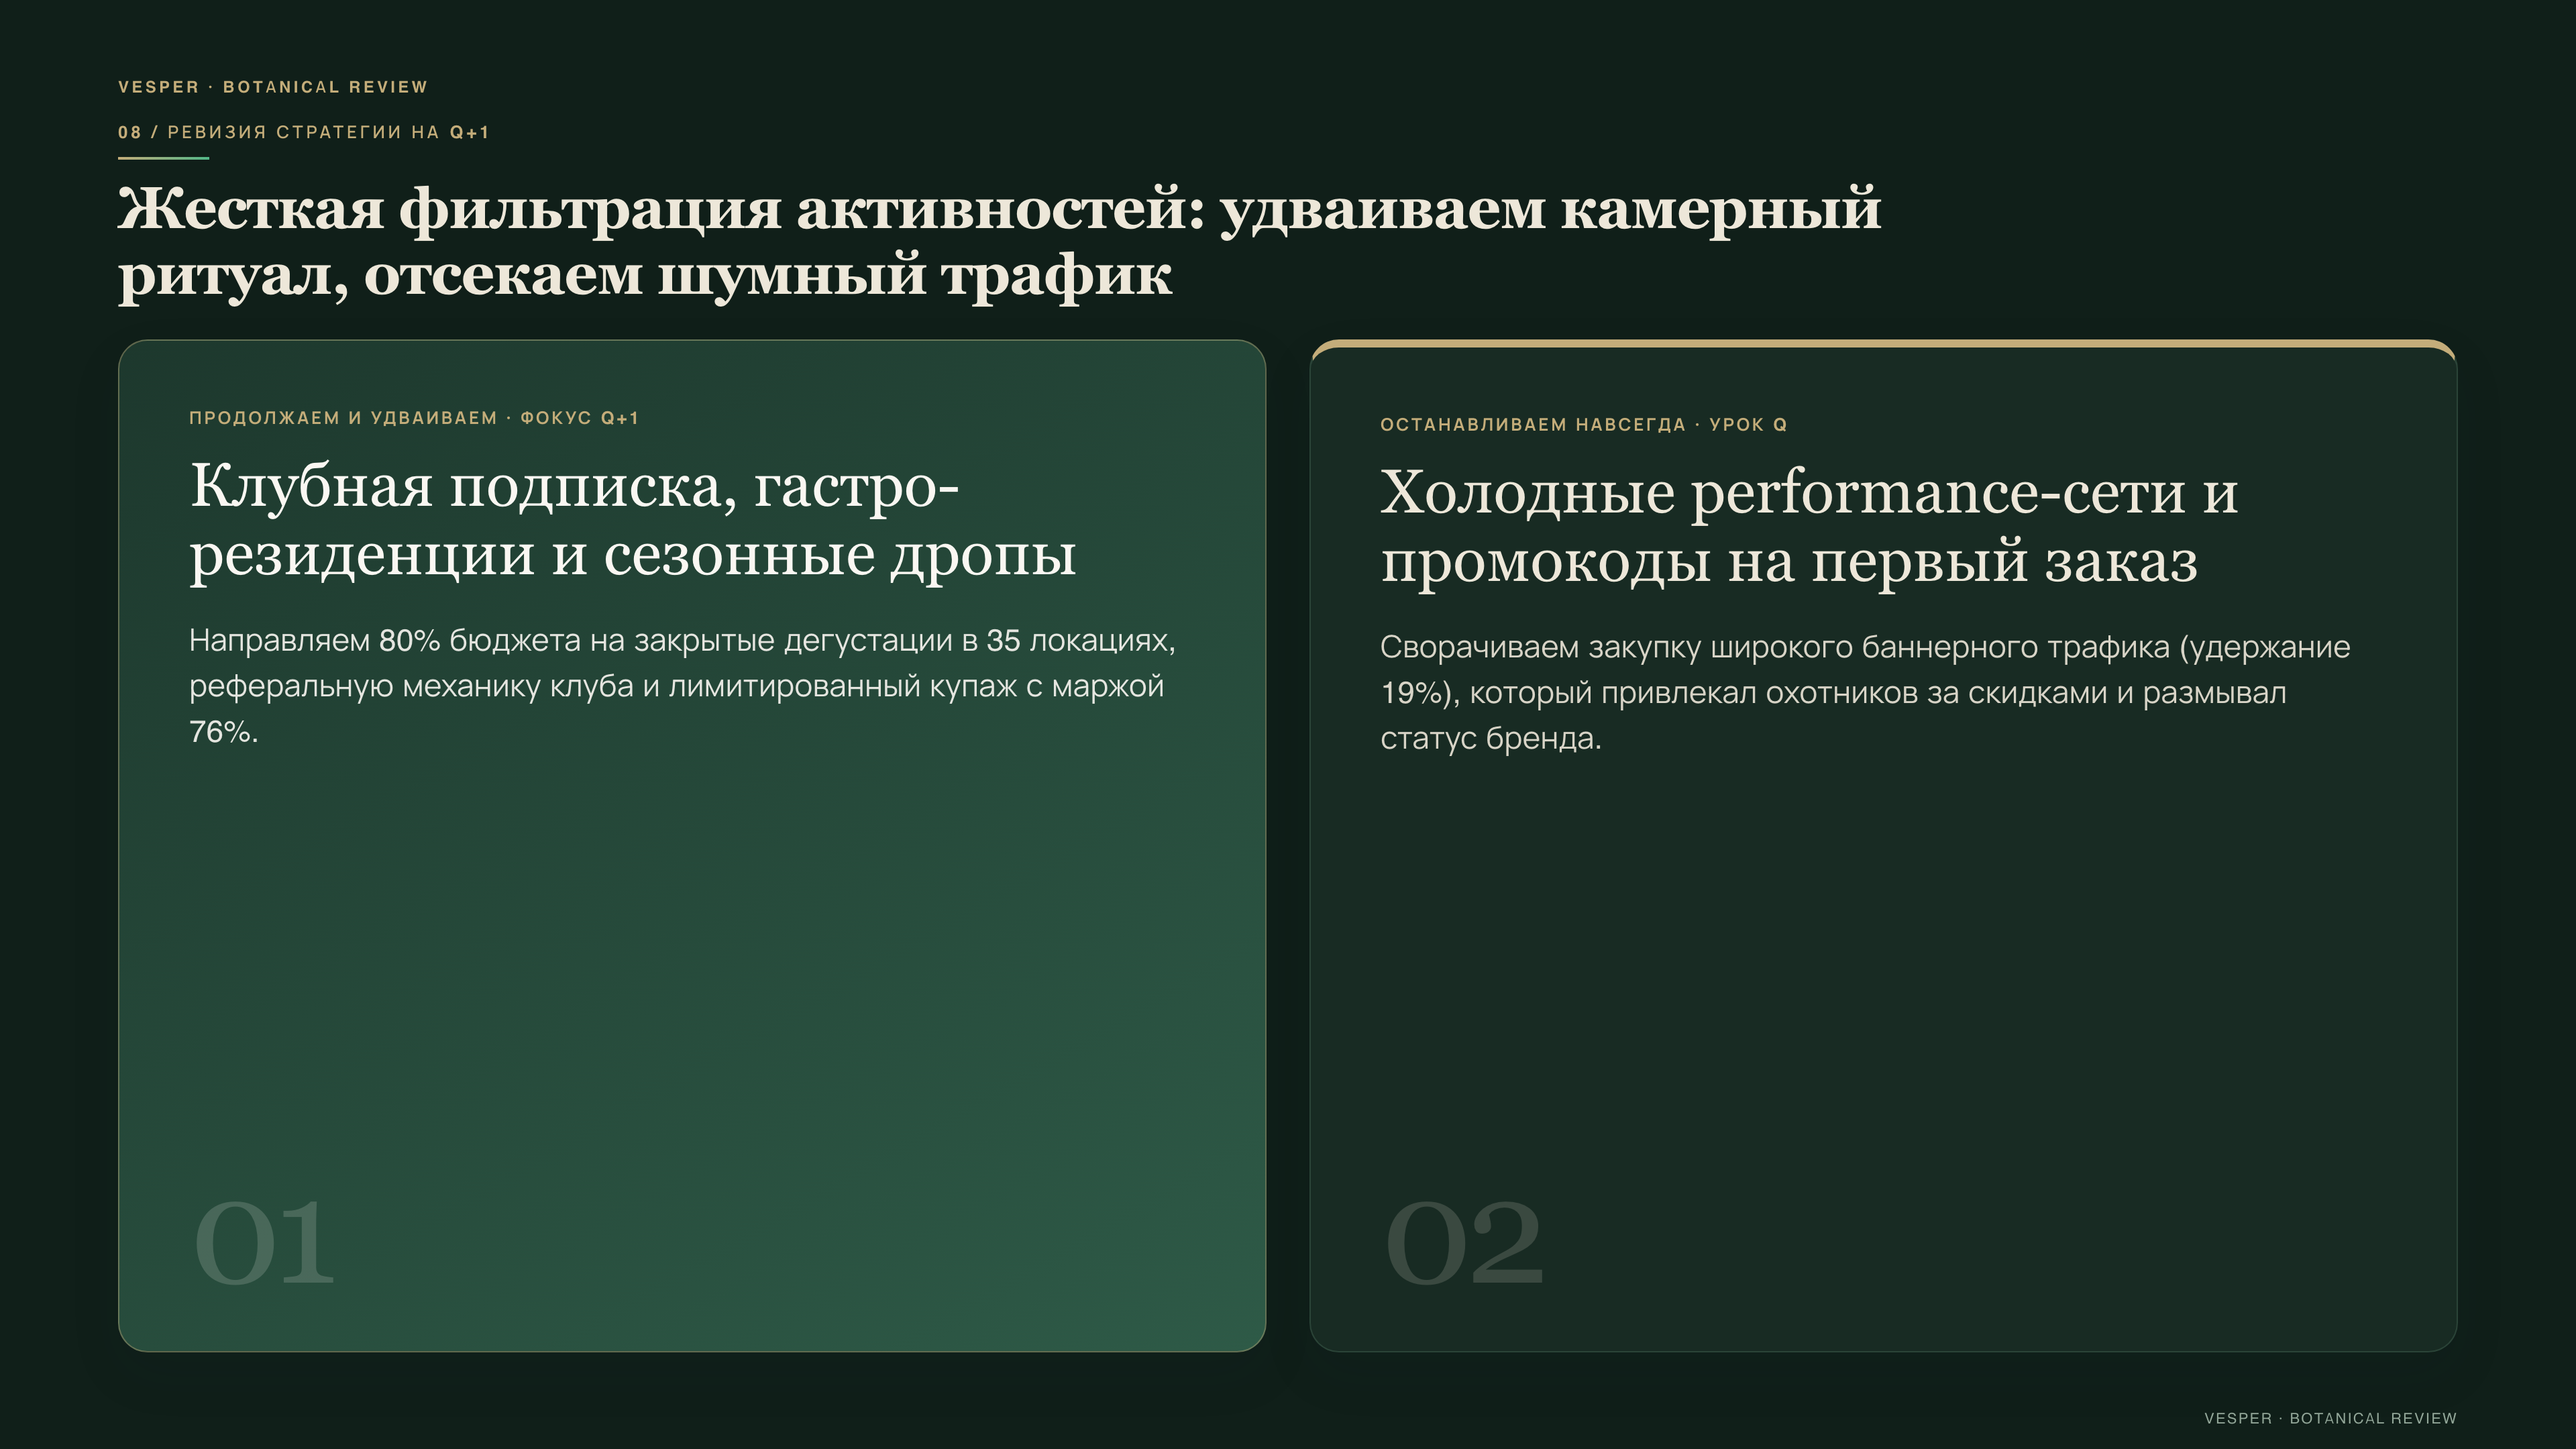 VESPER · BOTANICAL REVIEW
08 / РЕВИЗИЯ СТРАТЕГИИ НА Q+1
Жесткая фильтрация активностей: удваиваем камерный
ритуал, отсекаем шумный трафик
ПРОДОЛЖАЕМ И УДВАИВАЕМ · ФОКУС Q+1
Клубная подписка, гастро-
резиденции и сезонные дропы
Направляем 80% бюджета на закрытые дегустации в 35 локациях,
реферальную механику клуба и лимитированный купаж с маржой
76%.
01
ОСТАНАВЛИВАЕМ НАВСЕГДА · УРОК Q
Холодные performance-сети и
промокоды на первый заказ
Сворачиваем закупку широкого баннерного трафика (удержание
19%), который привлекал охотников за скидками и размывал
статус бренда.
02
VESPER · BOTANICAL REVIEW